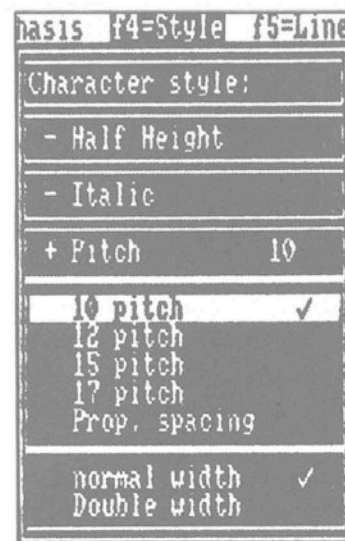 hasis f4=Style f5=Line
Character style:
- Half Height
- Italic
+ Pitch 10
10 pitch ✓
12 pitch
15 pitch
17 pitch
Prop. spacing
normal width ✓
Double width